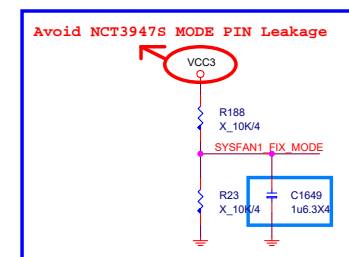 Avoid NCT3947S MODE PIN Leakage
VCC3
R188
X_10K/4
SYSFAN1_FIX_MODE
R23
X_10K/4
C1649
1u6.3X4